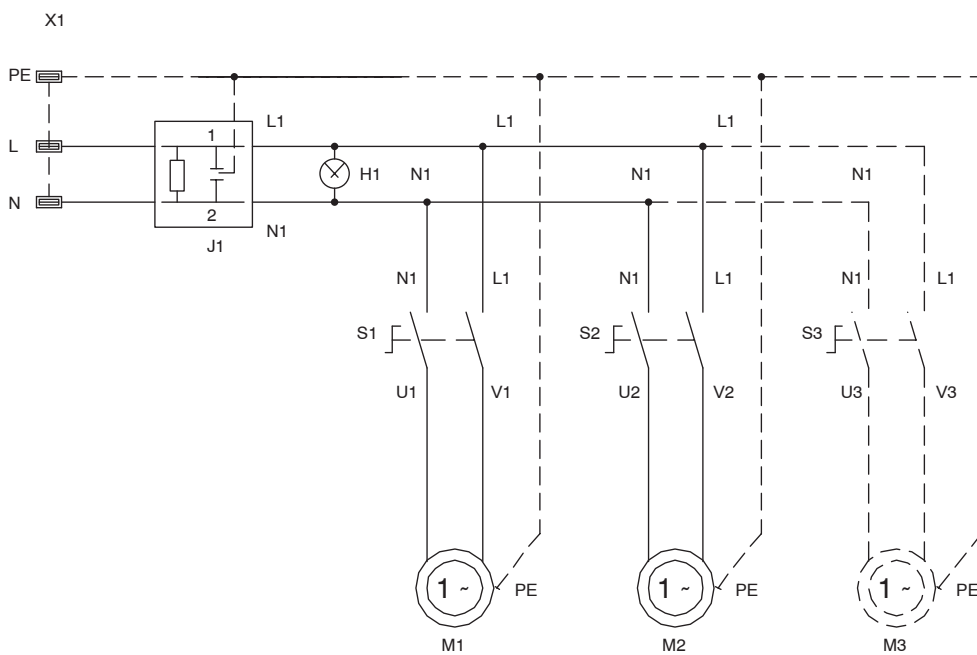 X1
PE
L1 L1 L1
L 1
H1 N1 N1 N1
N
2 N1
J1
N1 L1 N1 L1 N1 L1
S1 S2 S3
U1 V1 U2 V2 U3 V3
1 ~ PE 1 ~ PE 1 ~ PE
M1 M2 M3